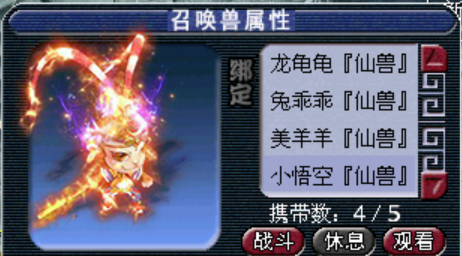 召唤兽属性
绑定
龙龟龟『仙兽』
兔乖乖『仙兽』
美羊羊『仙兽』
小悟空『仙兽』
携带数：4/5
战斗 休息 观看